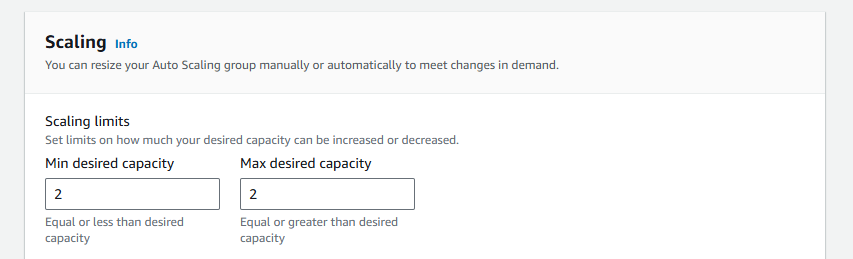 Scaling Info
You can resize your Auto Scaling group manually or automatically to meet changes in demand.
Scaling limits
Set limits on how much your desired capacity can be increased or decreased.
Min desired capacity
Max desired capacity
2
2
Equal or less than desired
capacity
Equal or greater than desired
capacity